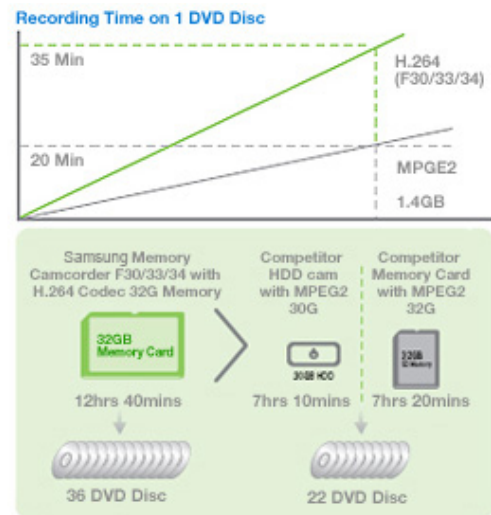 Recording Time on 1 DVD Disc
35 Min
H.264
(F30/33/34)
20 Min
MPGE2
1.4GB
Samsung Memory
Camcorder F30/33/34 with
H.264 Codec 32G Memory
Competitor
HDD cam
with MPEG2
30G
Competitor
Memory Card
with MPEG2
32G
32GB
Memory Card
30GB HDD
32GB
SD Memory
12hrs 40mins
7hrs 10mins
7hrs 20mins
36 DVD Disc
22 DVD Disc